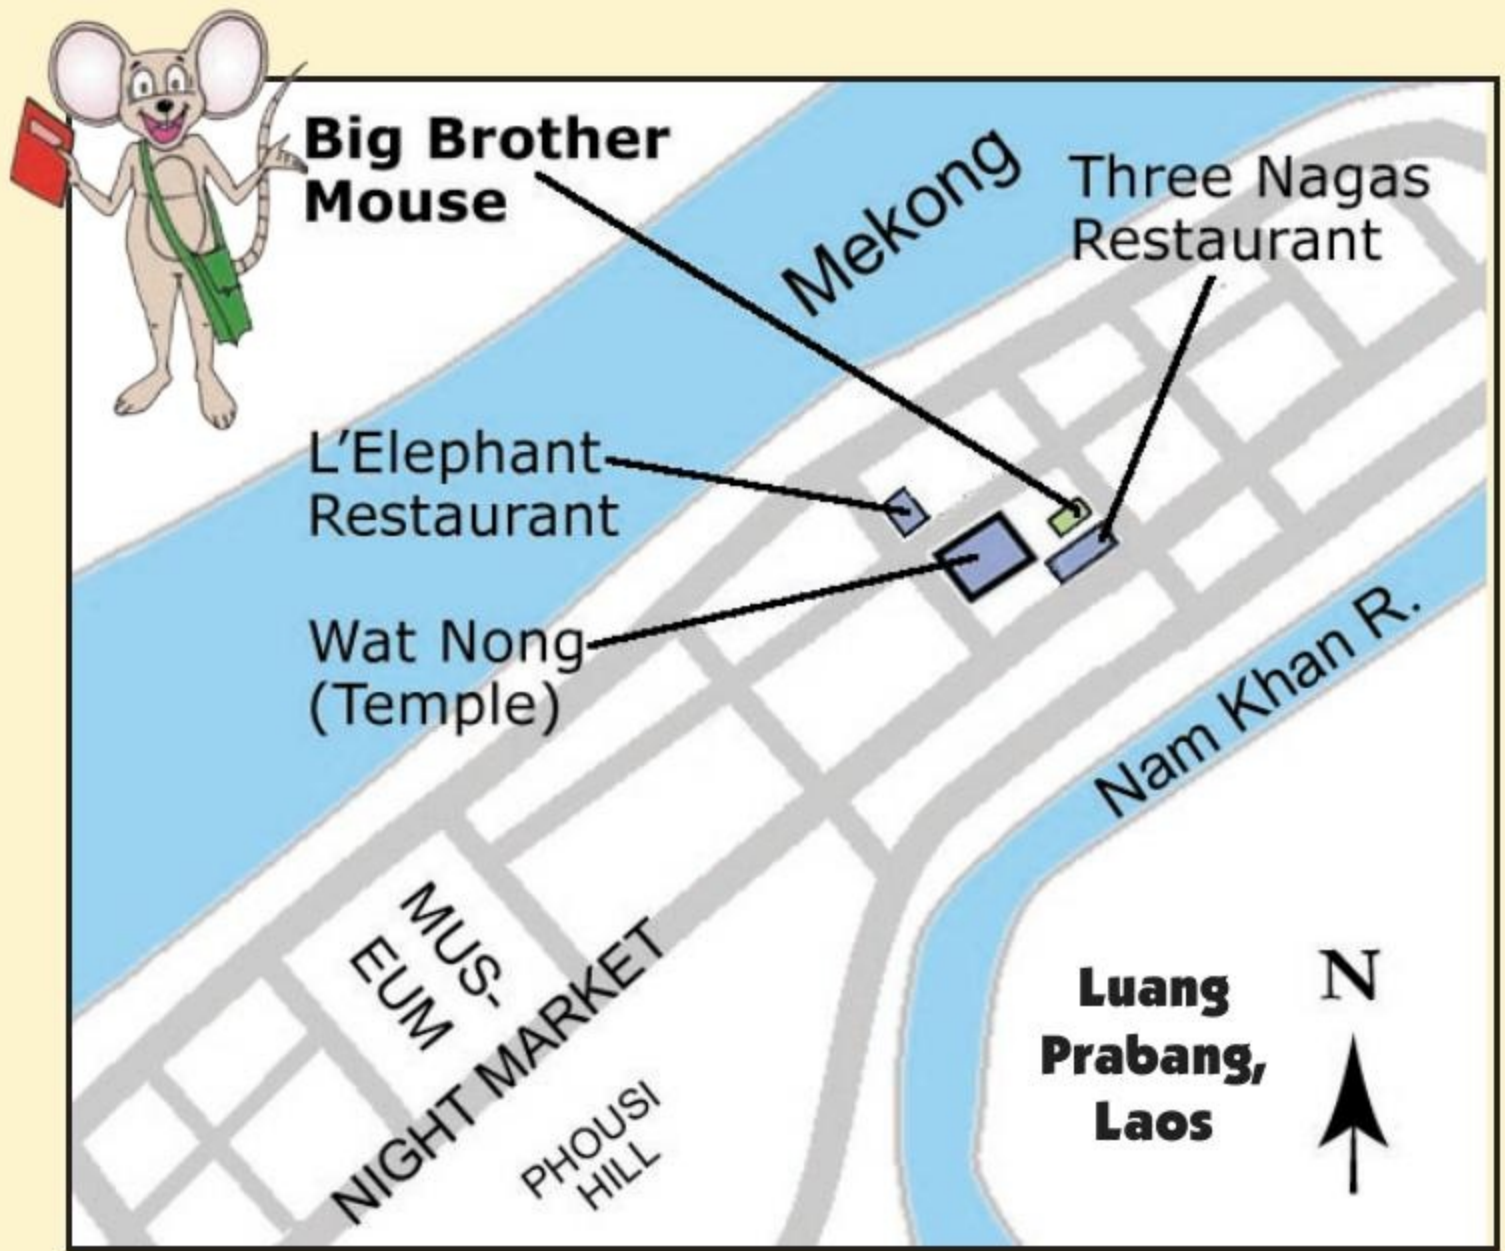 Big Brother
Mouse
Mekong
Three Nagas
Restaurant
L'Elephant
Restaurant
Wat Nong
(Temple)
Nam Khan R.
MUS-
EUM
NIGHT MARKET
PHOUSI
HILL
Luang
Prabang,
Laos
N